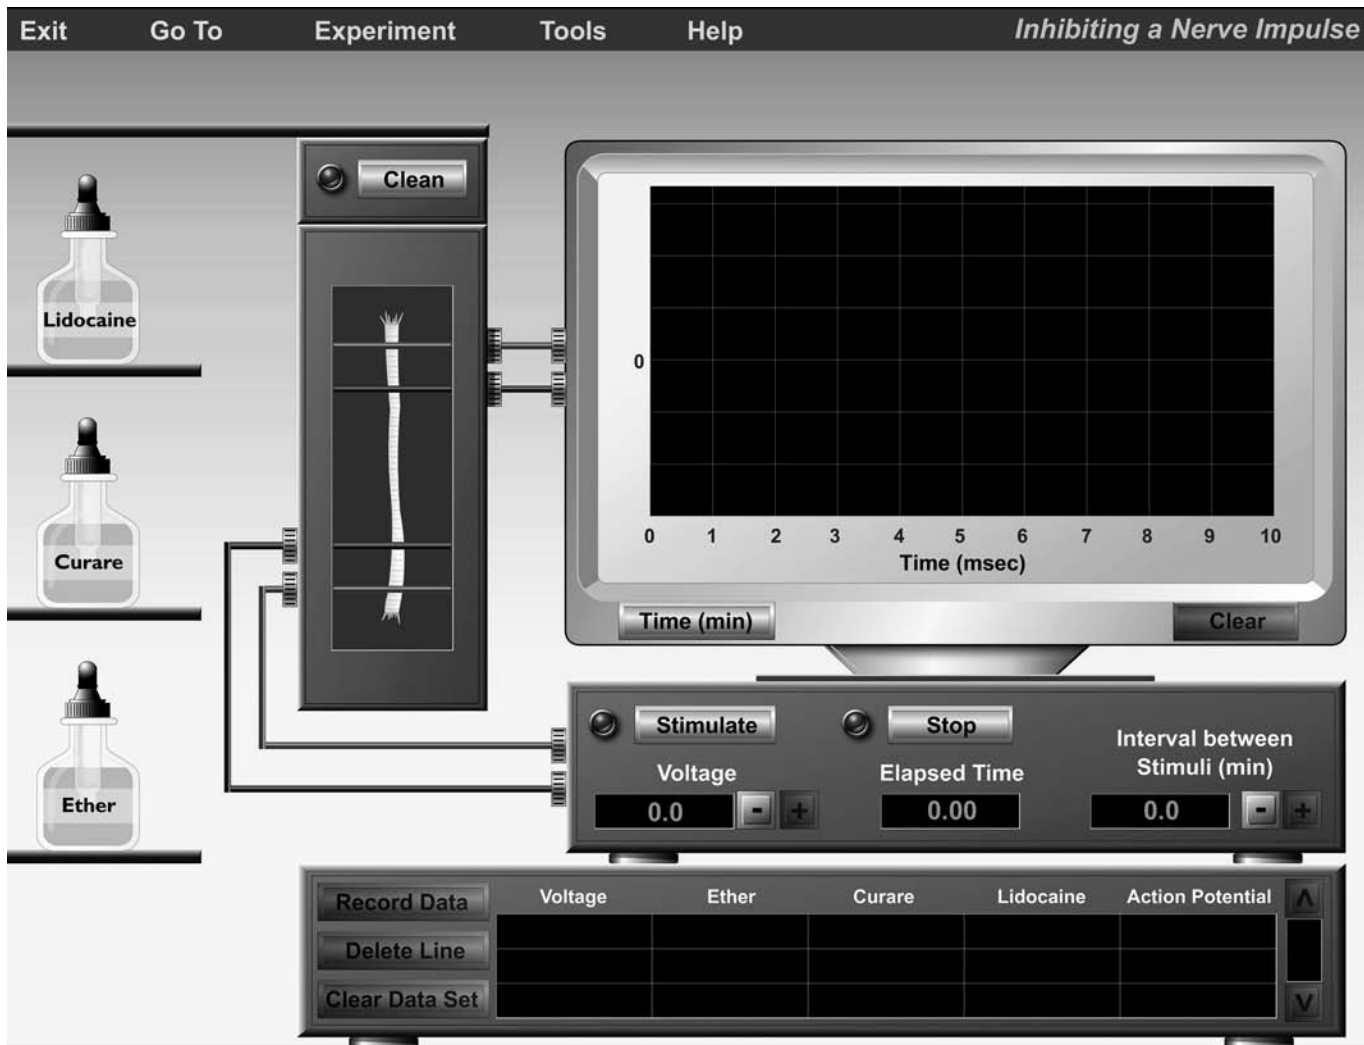 Exit Go To Experiment Tools Help Inhibiting a Nerve Impulse
Clean
Lidocaine
Curare
Ether
0
0 1 2 3 4 5 6 7 8 9 10
Time (msec)
Time (min) Clear
Stimulate Stop
Interval between
Stimuli (min)
Voltage Elapsed Time
0.0 - + 0.00 0.0 - +
Record Data Voltage Ether Curare Lidocaine Action Potential
Delete Line
Clear Data Set